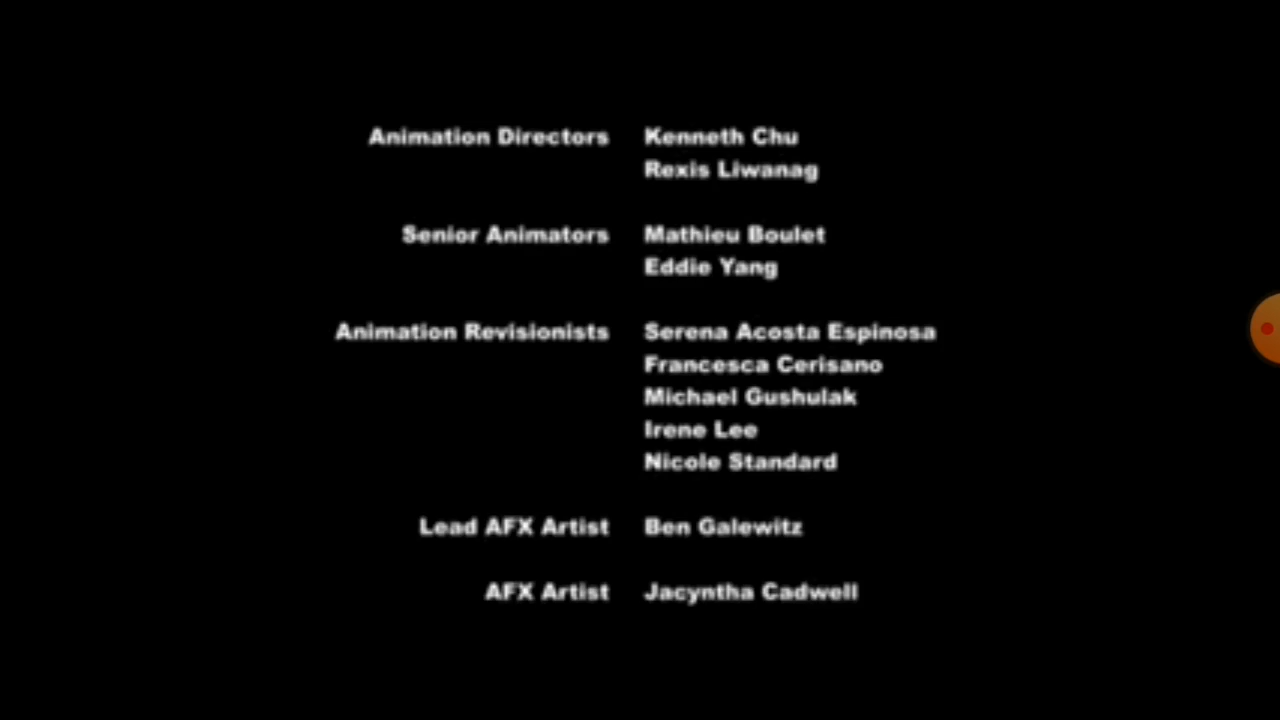 Animation Directors Kenneth Chu
Rexis Liwanag
Senior Animators Mathieu Boulet
Eddie Yang
Animation Revisionists Serena Acosta Espinosa
Francesca Cerisano
Michael Gushulak
Irene Lee
Nicole Standard
Lead AFX Artist Ben Galewitz
AFX Artist Jacyntha Cadwell